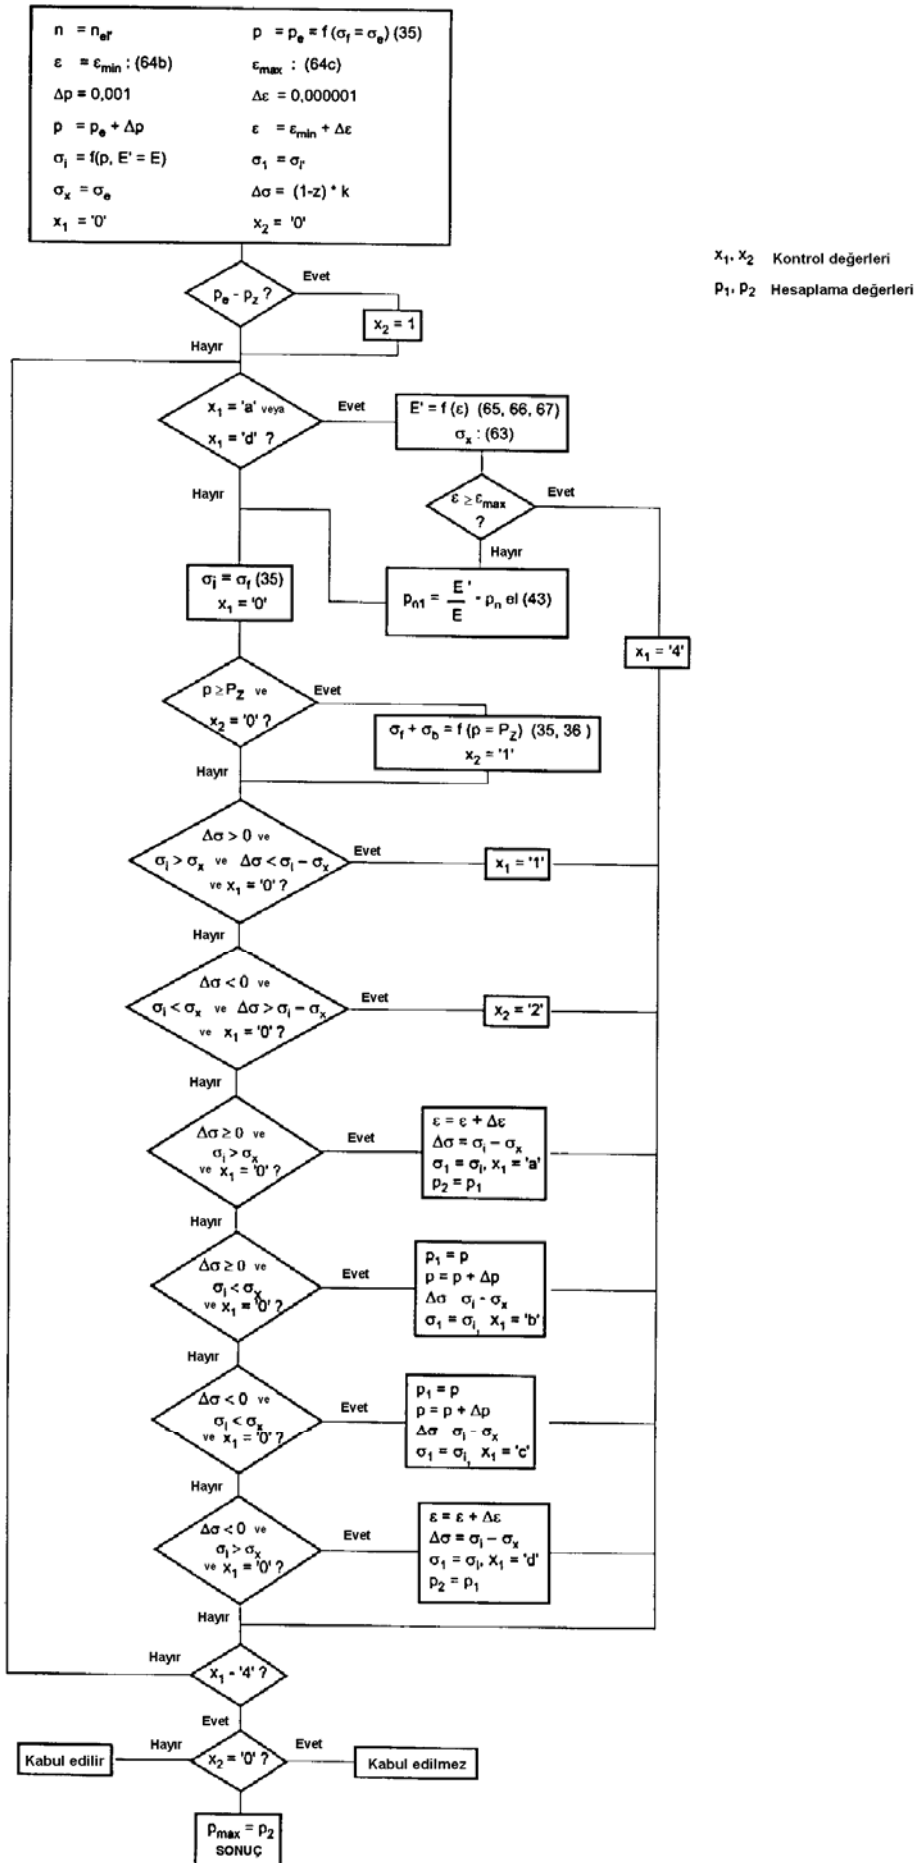 n = n_el'
p = p_e = f (σ_f = σ_e) (35)
ε = ε_min : (64b)
ε_max : (64c)
Δp = 0,001
Δε = 0,000001
p = p_e + Δp
ε = ε_min + Δε
σ_i = f(p, E' = E)
σ_1 = σ_i'
σ_x = σ_e
Δσ = (1-z) * k
x_1 = '0'
x_2 = '0'
x_1, x_2 Kontrol değerleri
p_1, p_2 Hesaplama değerleri
p_e - p_z ?
Evet
x_2 = 1
Hayır
x_1 = 'a' veya
x_1 = 'd' ?
Evet
E' = f (ε) (65, 66, 67)
σ_x : (63)
Hayır
ε ≥ ε_max
?
Evet
Hayır
σ_i = σ_f (35)
x_1 = '0'
p_n1 = E' / E - p_n el (43)
x_1 = '4'
p ≥ P_Z ve
x_2 = '0' ?
Evet
σ_f + σ_b = f (p = P_Z) (35, 36 )
x_2 = '1'
Hayır
Δσ > 0 ve
σ_i > σ_x ve Δσ < σ_i – σ_x
ve x_1 = '0' ?
Evet
x_1 = '1'
Hayır
Δσ < 0 ve
σ_i < σ_x ve Δσ > σ_i – σ_x
ve x_1 = '0' ?
Evet
x_2 = '2'
Hayır
Δσ ≥ 0 ve
σ_i > σ_x
ve x_1 = '0' ?
Evet
ε = ε + Δε
Δσ = σ_i – σ_x
σ_1 = σ_i, x_1 = 'a'
p_2 = p_1
Hayır
Δσ ≥ 0 ve
σ_i < σ_x
ve x_1 = '0' ?
Evet
p_1 = p
p = p + Δp
Δσ σ_i - σ_x
σ_1 = σ_i, x_1 = 'b'
Hayır
Δσ < 0 ve
σ_i < σ_x
ve x_1 = '0' ?
Evet
p_1 = p
p = p + Δp
Δσ σ_i - σ_x
σ_1 = σ_i, x_1 = 'c'
Hayır
Δσ < 0 ve
σ_i > σ_x
ve x_1 = '0' ?
Evet
ε = ε + Δε
Δσ = σ_i – σ_x
σ_1 = σ_i, x_1 = 'd'
p_2 = p_1
Hayır
Hayır
x_1 - '4' ?
Evet
Kabul edilir
Hayır
x_2 = '0' ?
Evet
Kabul edilmez
p_max = p_2
SONUÇ